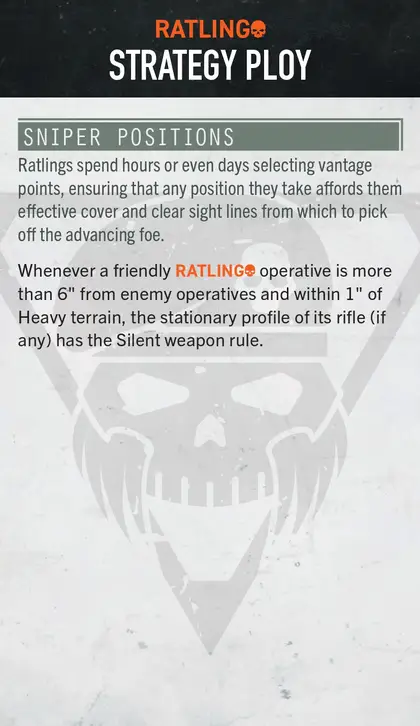 RATLING
STRATEGY PLOY
SNIPER POSITIONS
Ratlings spend hours or even days selecting vantage
points, ensuring that any position they take affords them
effective cover and clear sight lines from which to pick
off the advancing foe.
Whenever a friendly RATLING operative is more
than 6" from enemy operatives and within 1" of
Heavy terrain, the stationary profile of its rifle (if
any) has the Silent weapon rule.